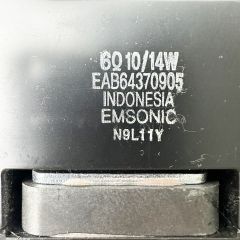 6Ω 10/14W
EAB64370905
INDONESIA
EMSONIC
N9L11Y